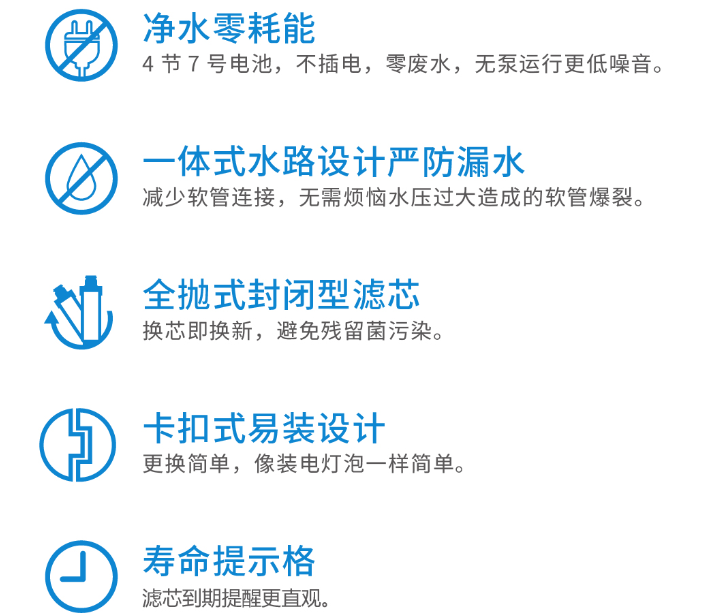 净水零耗能
4 节 7 号电池，不插电，零废水，无泵运行更低噪音。
一体式水路设计严防漏水
减少软管连接，无需烦恼水压过大造成的软管爆裂。
全抛式封闭型滤芯
换芯即换新，避免残留菌污染。
卡扣式易装设计
更换简单，像装电灯泡一样简单。
寿命提示格
滤芯到期提醒更直观。